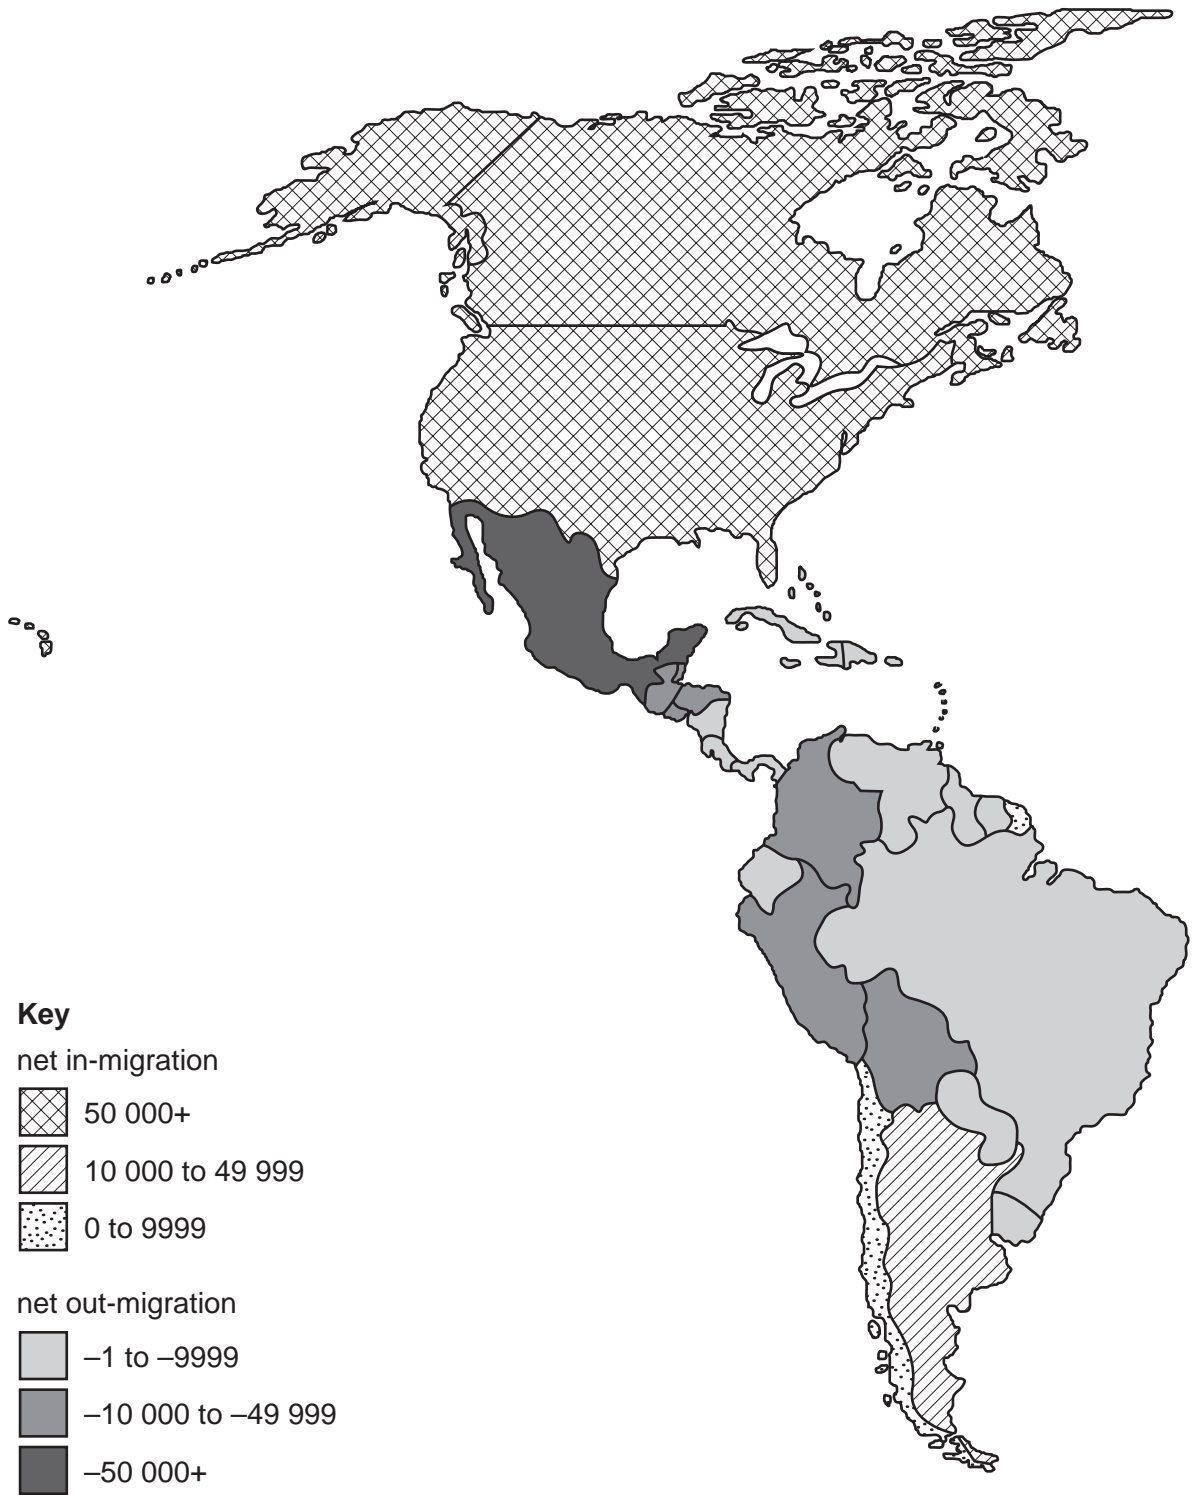 Key
net in-migration
50 000+
10 000 to 49 999
0 to 9999
net out-migration
–1 to –9999
–10 000 to –49 999
–50 000+